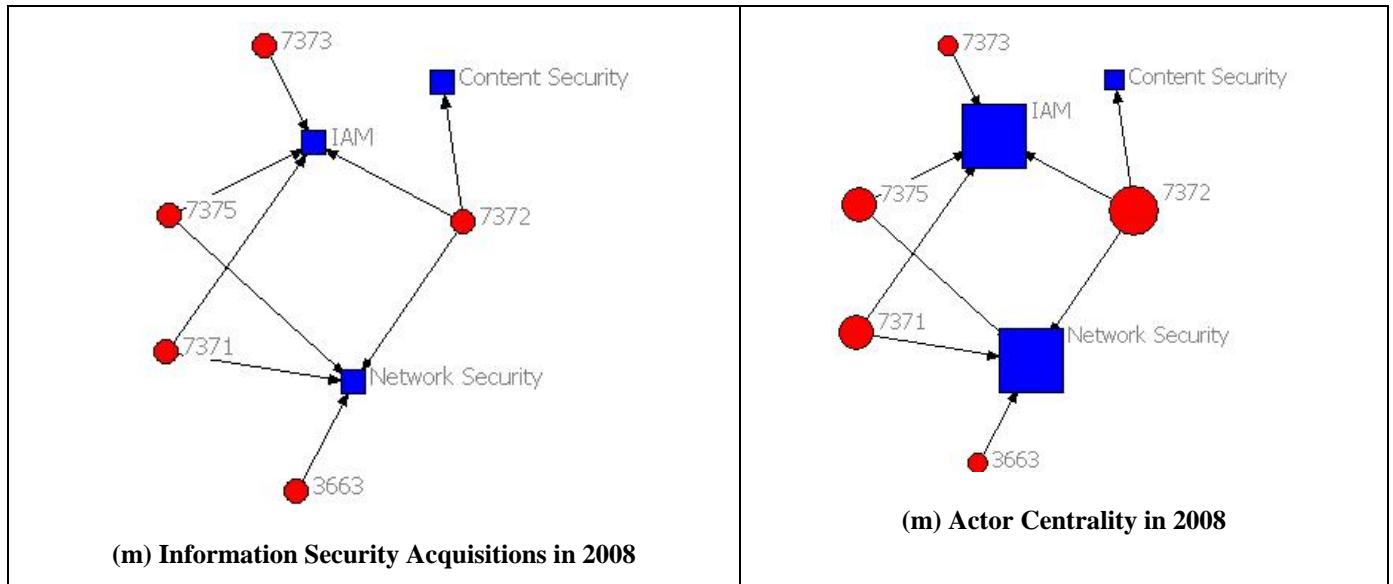 7373
Content Security
IAM
7375
7372
7371
Network Security
3663
(m) Information Security Acquisitions in 2008
7373
Content Security
IAM
7375
7372
7371
Network Security
3663
(m) Actor Centrality in 2008